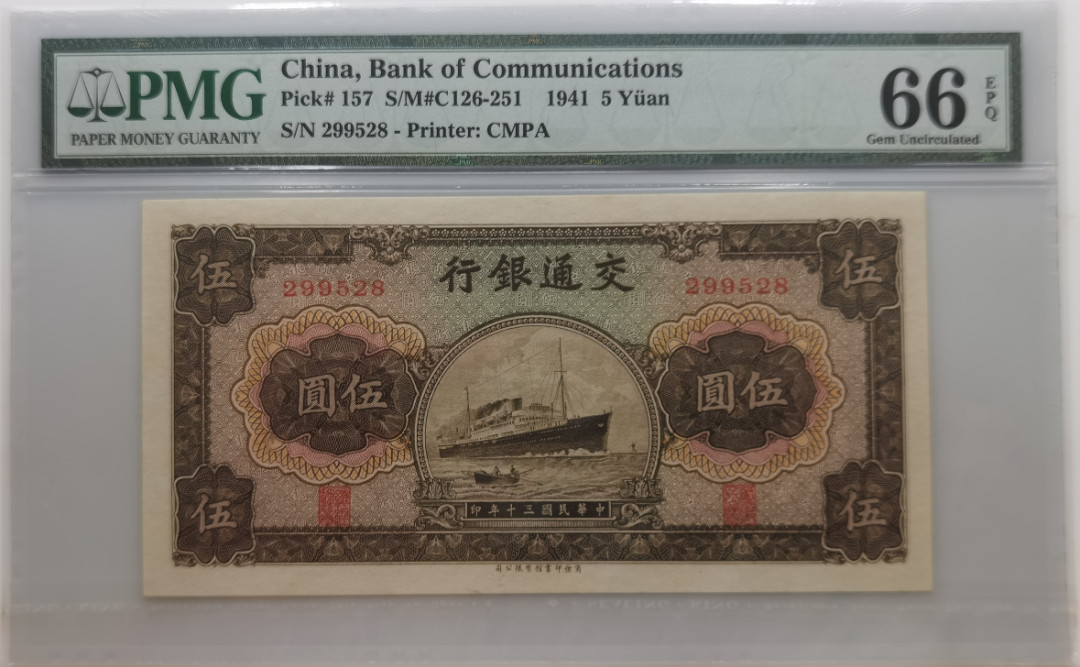 PMG
PAPER MONEY GUARANTY
China, Bank of Communications
Pick# 157 S/M#C126-251 1941 5 Yüan
S/N 299528 - Printer: CMPA
66
EPQ
Gem Uncirculated
伍
伍
行銀通交
299528
299528
圓伍
圓伍
伍
伍
印年十三國民華中